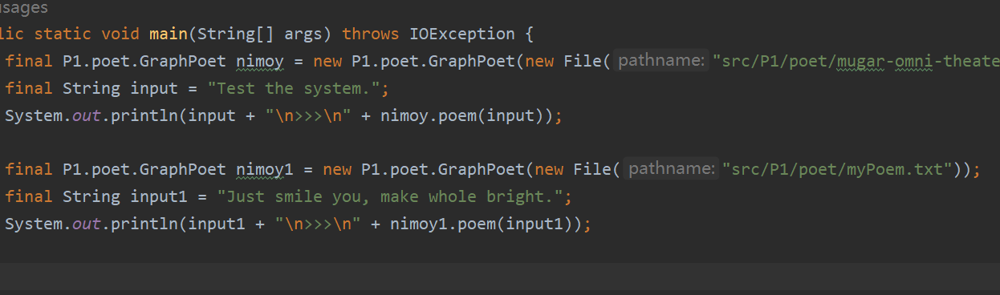 usages
lic static void main(String[] args) throws IOException {
final P1.poet.GraphPoet nimoy = new P1.poet.GraphPoet(new File( pathname: "src/P1/poet/mugar-omni-theate
final String input = "Test the system.";
System.out.println(input + "\n>>>\n" + nimoy.poem(input));
final P1.poet.GraphPoet nimoy1 = new P1.poet.GraphPoet(new File( pathname: "src/P1/poet/myPoem.txt"));
final String input1 = "Just smile you, make whole bright.";
System.out.println(input1 + "\n>>>\n" + nimoy1.poem(input1));